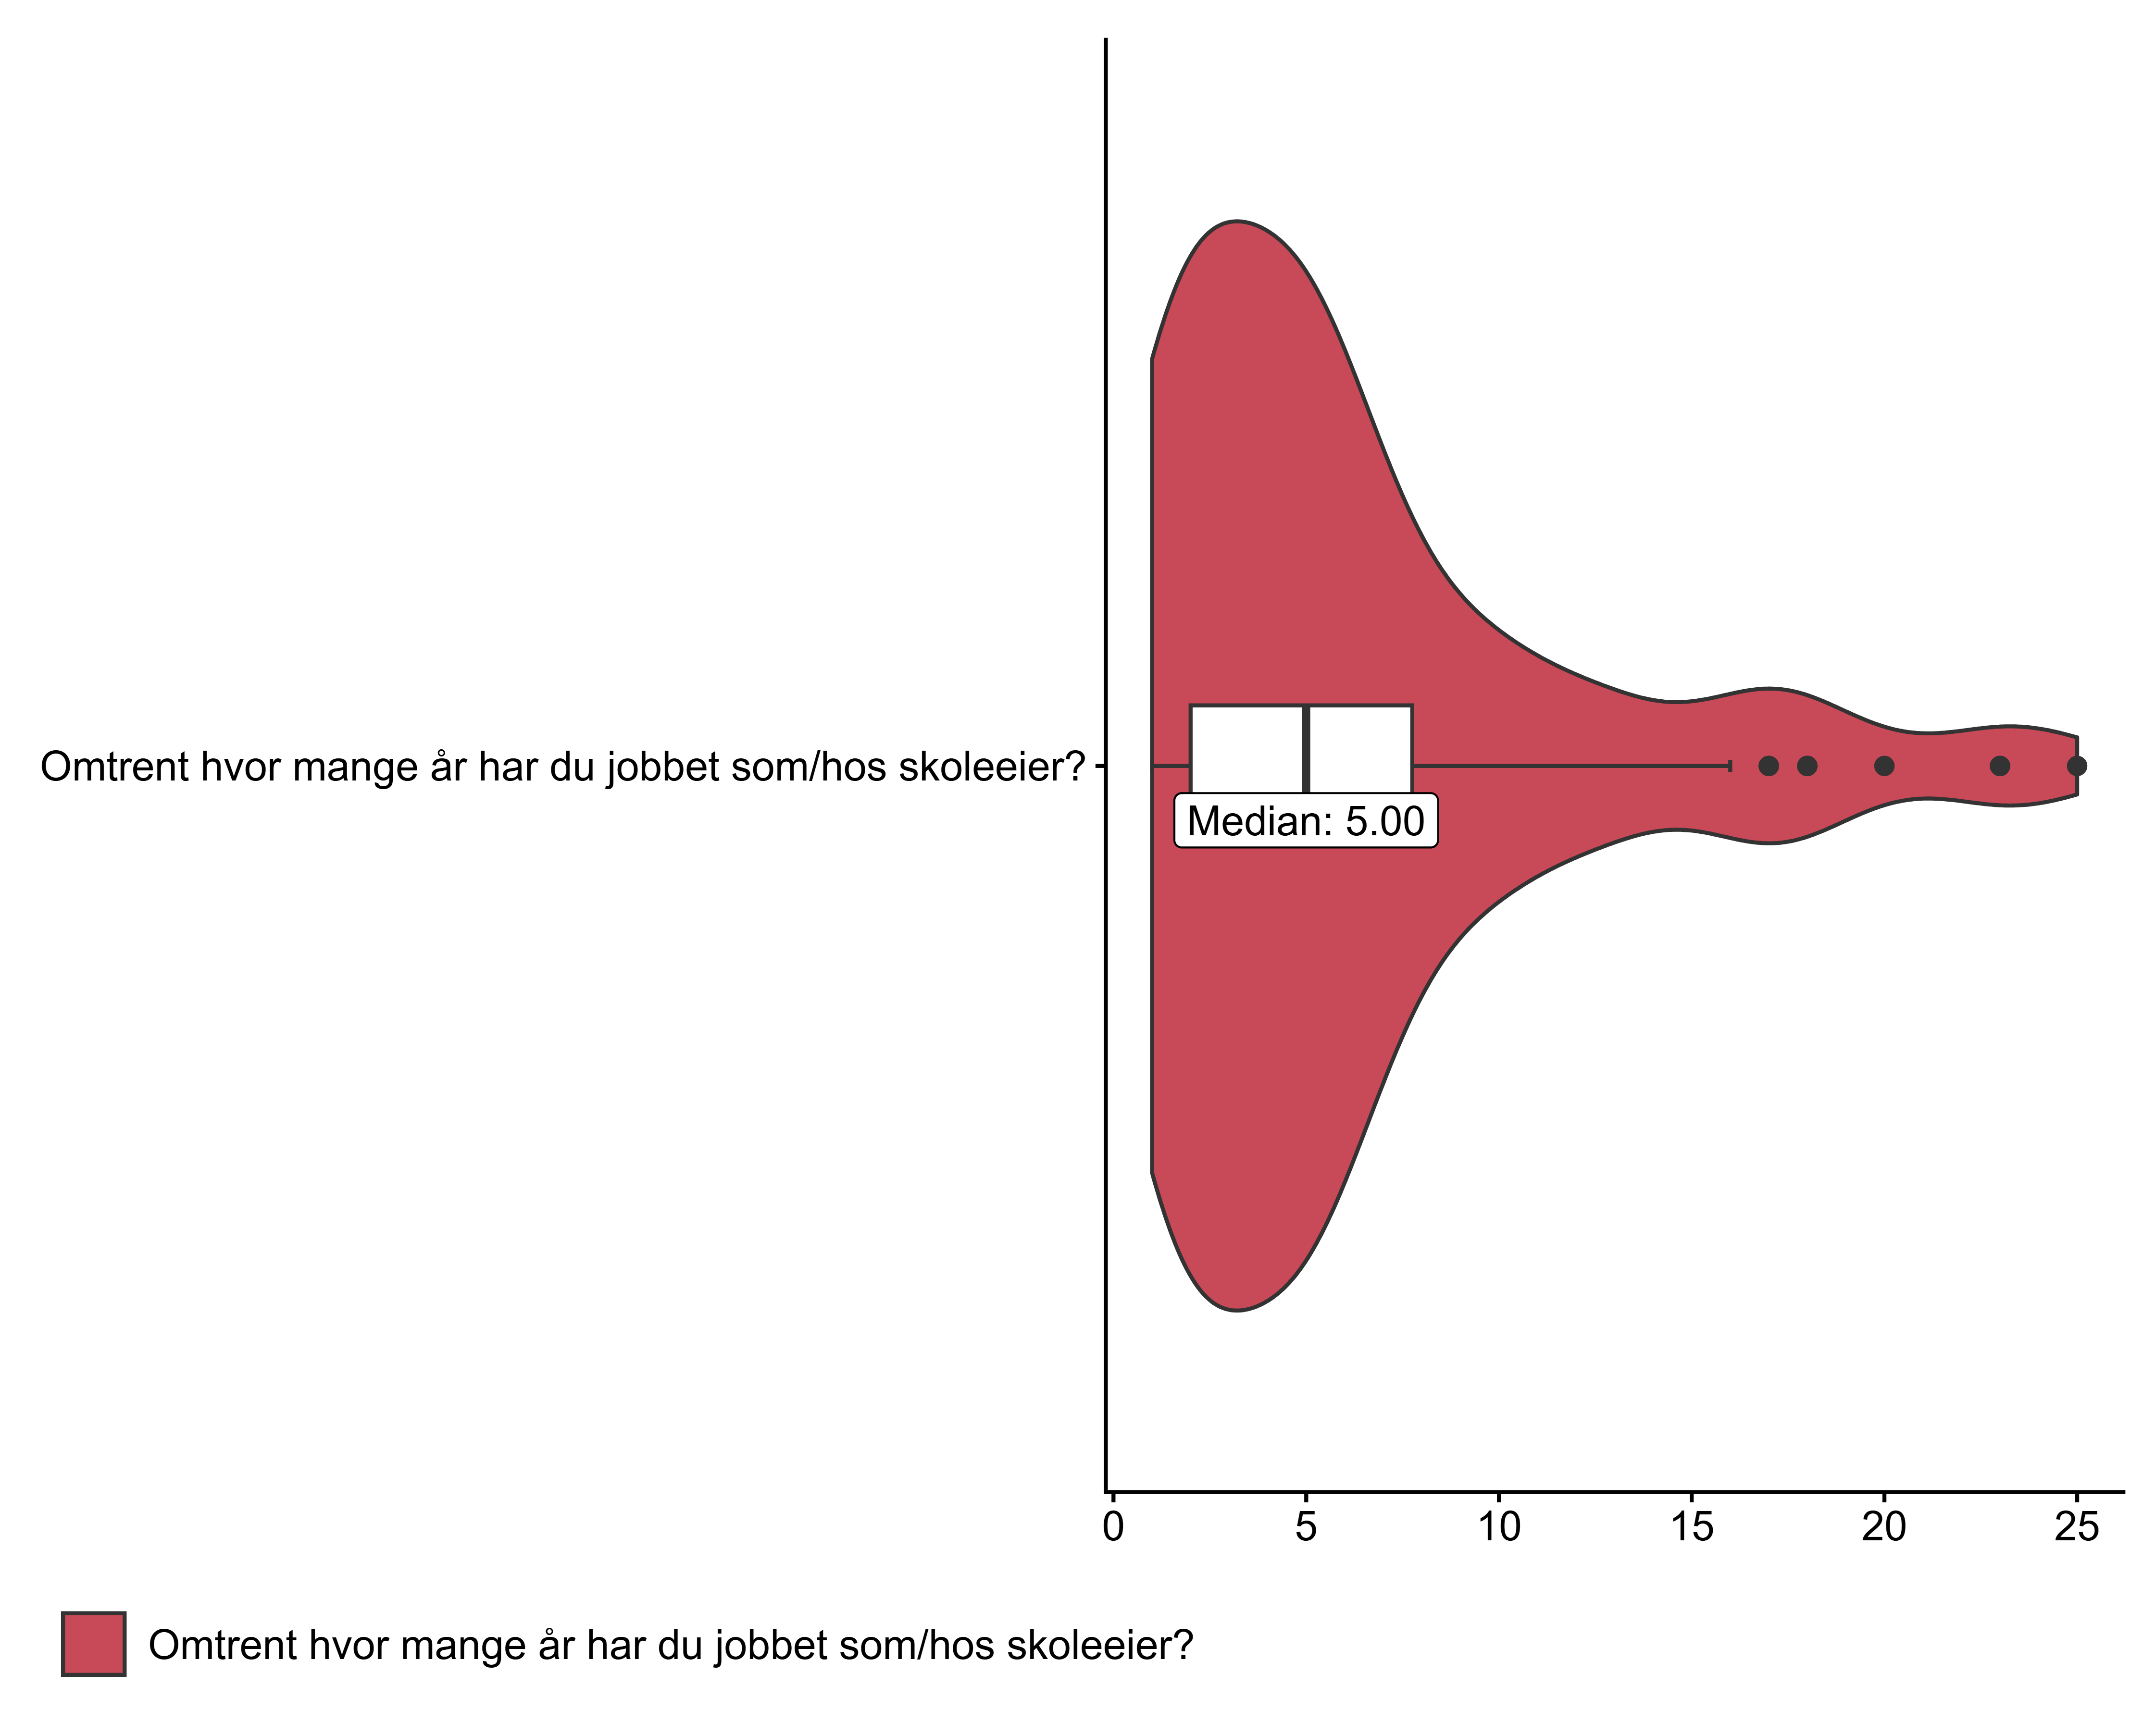 Omtrent hvor mange år har du jobbet som/hos skoleeier?
Median: 5.00
0 5 10 15 20 25
Omtrent hvor mange år har du jobbet som/hos skoleeier?